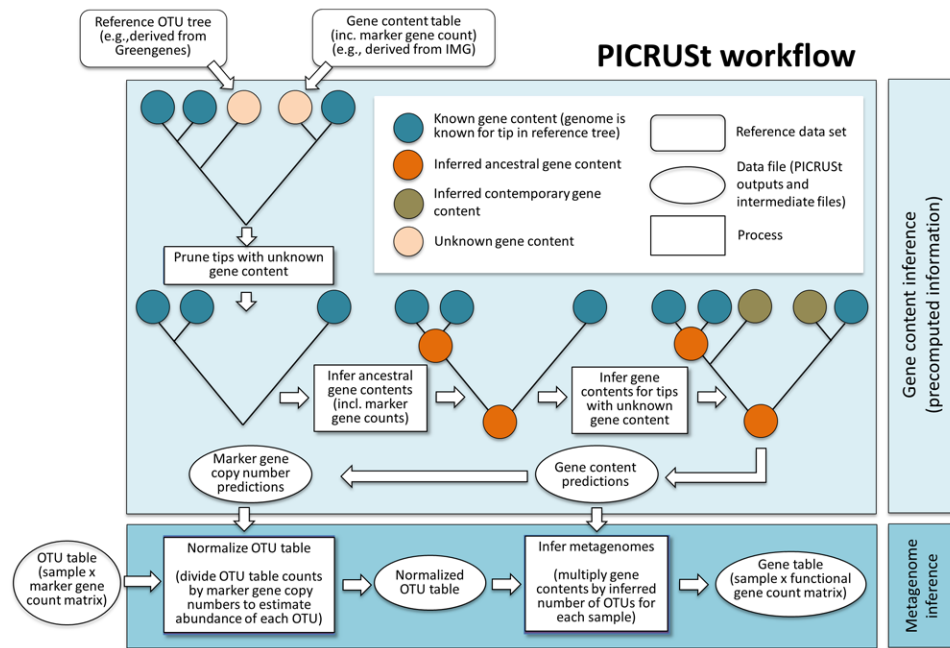 Reference OTU tree
(e.g.,derived from
Greengenes)
Gene content table
(inc. marker gene count)
(e.g., derived from IMG)
PICRUSt workflow
Known gene content (genome is
known for tip in reference tree)
Inferred ancestral gene content
Inferred contemporary gene
content
Unknown gene content
Reference data set
Data file (PICRUSt
outputs and
intermediate files)
Process
Prune tips with unknown
gene content
Infer ancestral
gene contents
(incl. marker
gene counts)
Infer gene
contents for tips
with unknown
gene content
Marker gene
copy number
predictions
Gene content
predictions
Gene content inference
(precomputed information)
OTU table
(sample x
marker gene
count matrix)
Normalize OTU table
(divide OTU table counts
by marker gene copy
numbers to estimate
abundance of each OTU)
Normalized
OTU table
Infer metagenomes
(multiply gene
contents by inferred
number of OTUs for
each sample)
Gene table
(sample x functional
gene count matrix)
Metagenome
inference